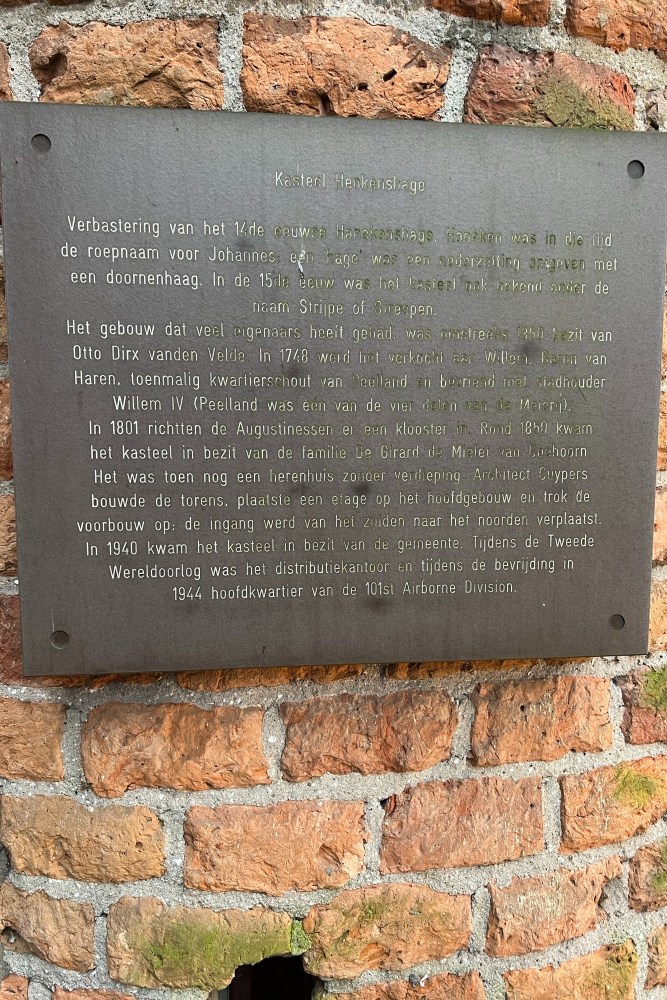 Kasteel Henkenshage
Verbastering van het 14de eeuwse Hanekenshage. Haneken was in die tijd
de roepnaam voor Johannes; een 'hage' was een nederzetting omgeven met
een doornenhaag. In de 15de eeuw was het kasteel ook bekend onder de
naam Strijpe of Streepen.
Het gebouw dat veel eigenaars heeft gehad, was omstreeks bezit van
Otto Dirx vanden Velde. In 1748 werd het verkocht aan Willem, Baron van
Haren, toenmalig kwartierschout van Peelland en bevriend met stadhouder
Willem IV (Peelland was één van de vier delen van de Meierij).
In 1801 richtten de Augustinessen er een klooster in. Rond 1850 kwam
het kasteel in bezit van de familie De Girard de Mielet van Coehoorn.
Het was toen nog een herenhuis zonder verdieping. Architect Cuypers
bouwde de torens, plaatste een etage op het hoofdgebouw en trok de
voorbouw op; de ingang werd van het zuiden naar het noorden verplaatst.
In 1940 kwam het kasteel in bezit van de gemeente. Tijdens de Tweede
Wereldoorlog was het distributiekantoor en tijdens de bevrijding in
1944 hoofdkwartier van de 101st Airborne Division.